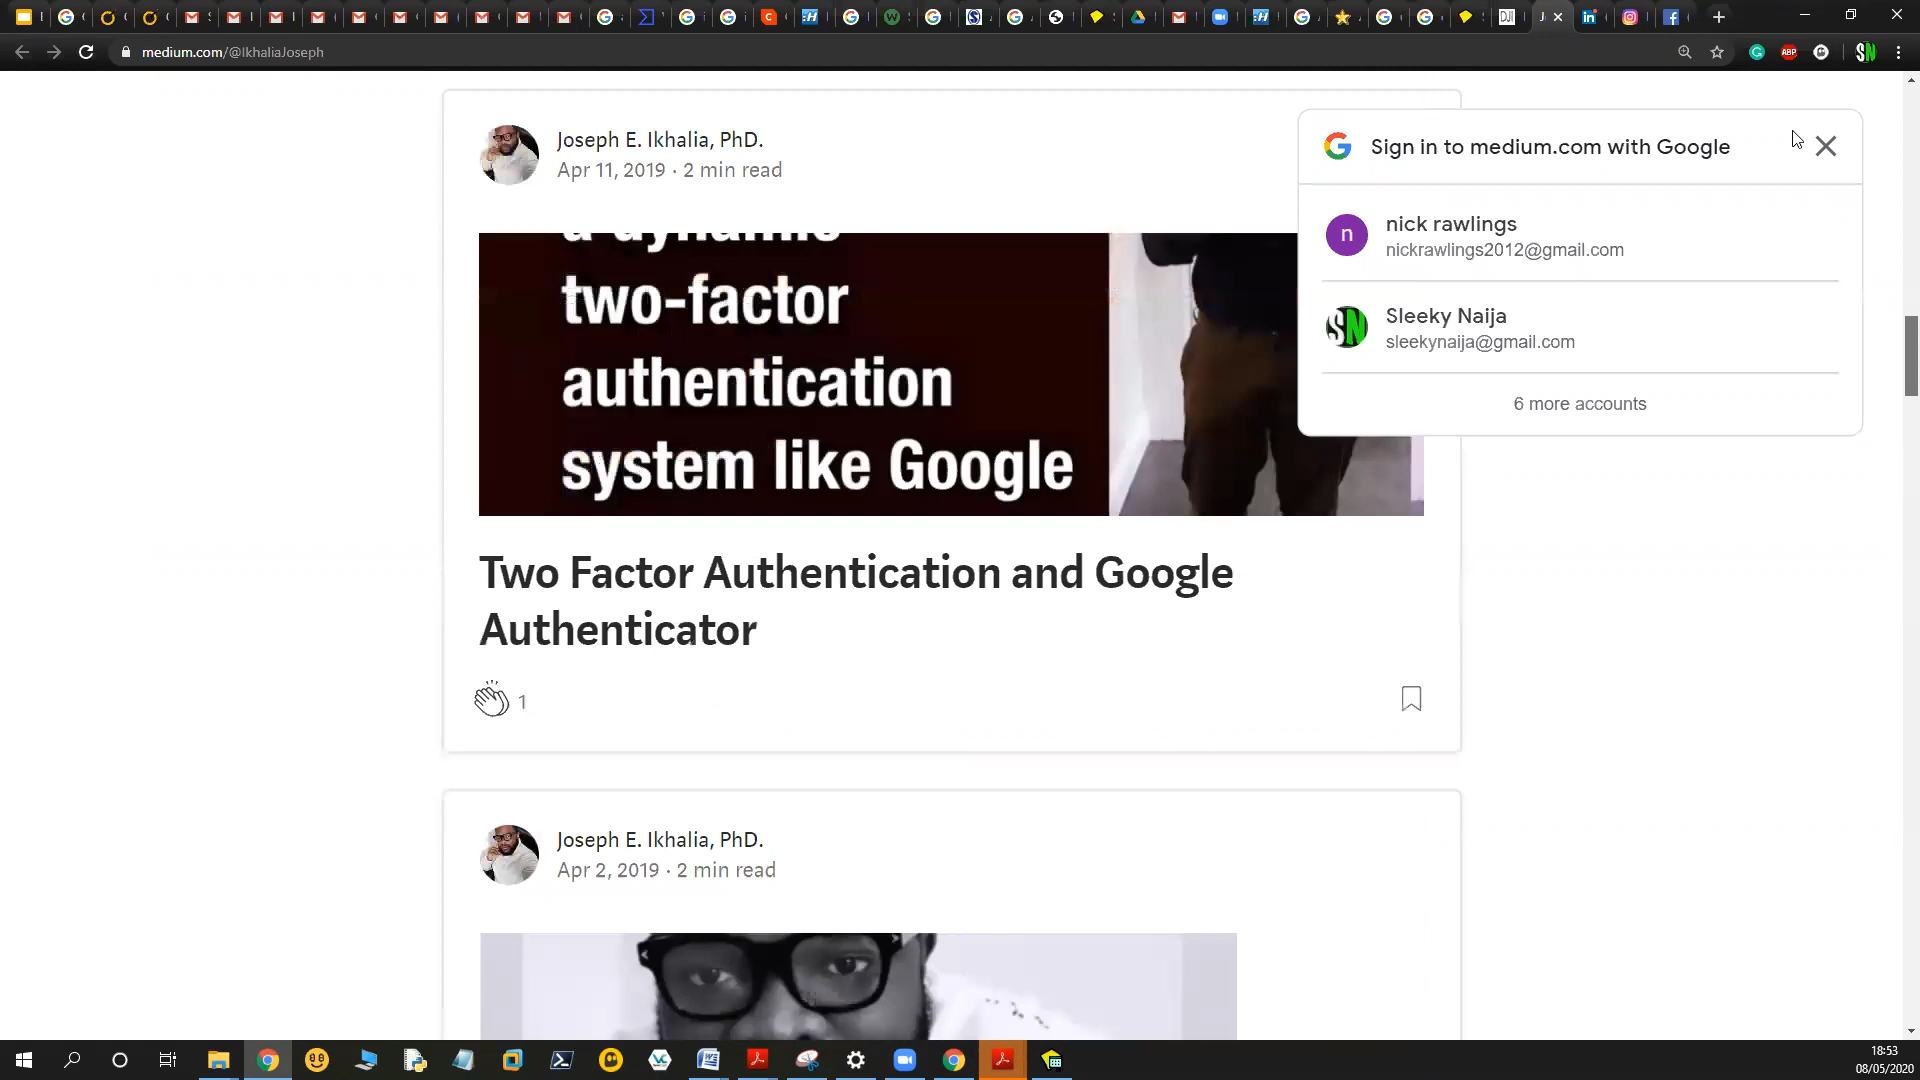 medium.com/@IkhaliaJoseph
Joseph E. Ikhalia, PhD.
Apr 11, 2019 · 2 min read
two-factor
authentication
system like Google
Two Factor Authentication and Google
Authenticator
1
Sign in to medium.com with Google
n
nick rawlings
nickrawlings2012@gmail.com
SN
Sleeky Naija
sleekynaija@gmail.com
6 more accounts
Joseph E. Ikhalia, PhD.
Apr 2, 2019 · 2 min read
18:53
08/05/2020